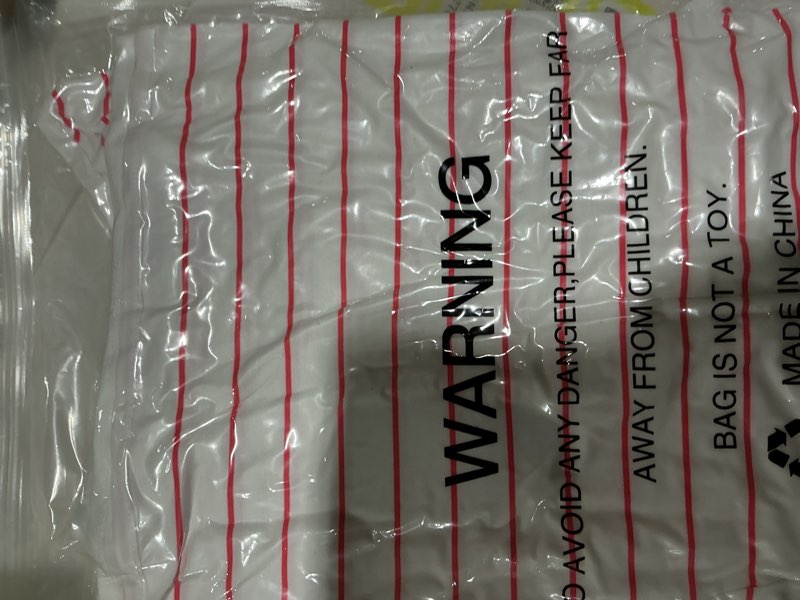 WARNING
O AVOID ANY DANGER,PLEASE KEEP FAR
AWAY FROM CHILDREN.
BAG IS NOT A TOY.
MADE IN CHINA